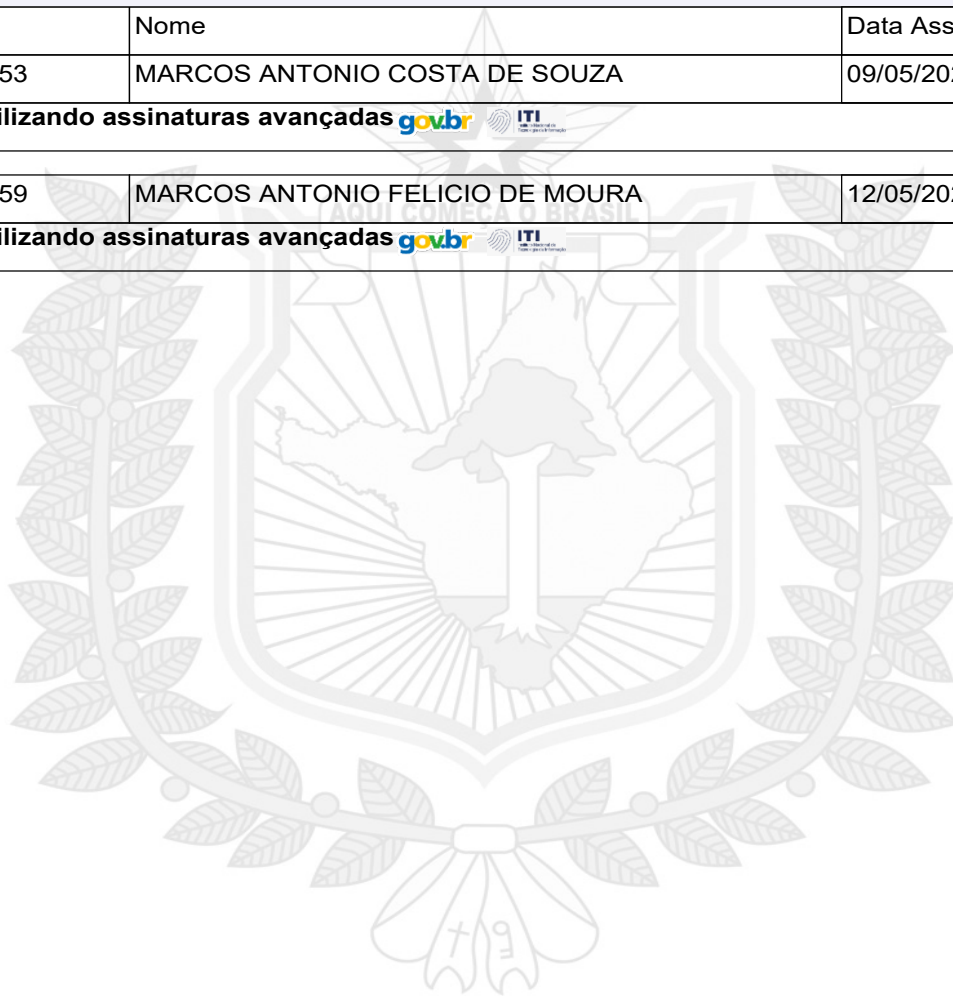 Nome Data Ass
53 MARCOS ANTONIO COSTA DE SOUZA 09/05/202
ilizando assinaturas avançadas gov.br ITI
59 MARCOS ANTONIO FELICIO DE MOURA 12/05/202
AQUI COMEÇA O BRASIL
ilizando assinaturas avançadas gov.br ITI